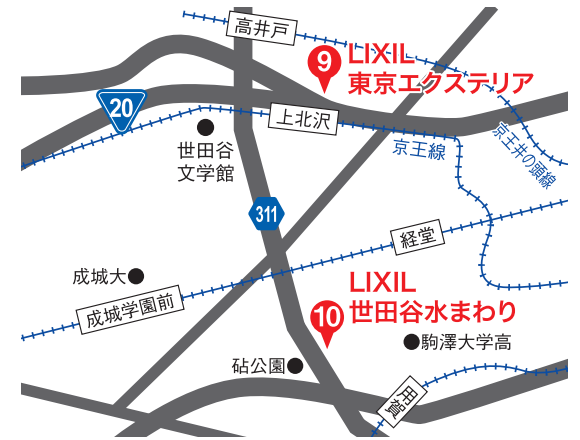 高井戸
9
LIXIL
東京エクステリア
20
上北沢
世田谷
文学館
京王線
京王井の頭線
311
経堂
成城大
成城学園前
LIXIL
世田谷水まわり
10
駒澤大学高
砧公園
用賀